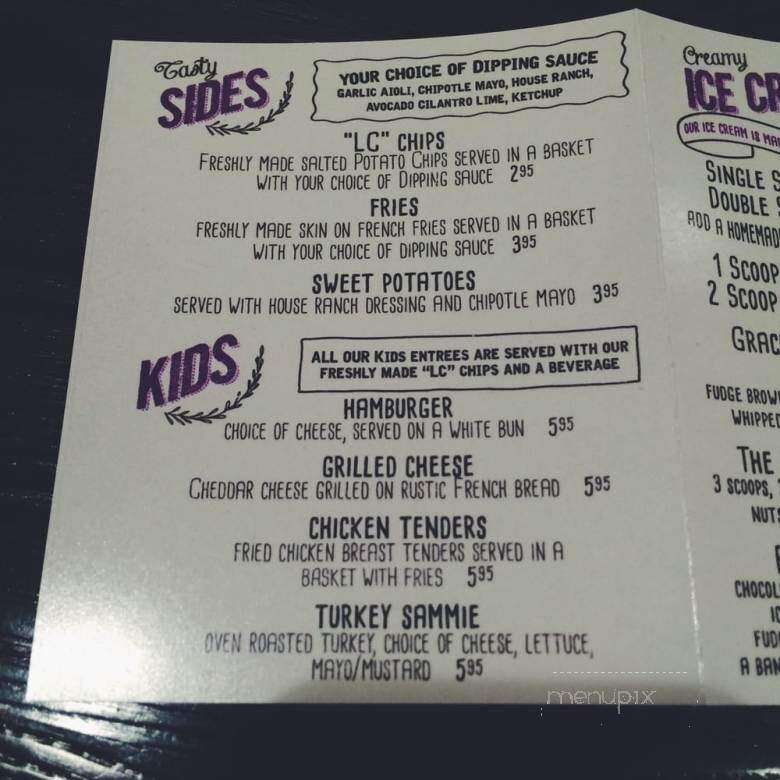 Tasty
SIDES
YOUR CHOICE OF DIPPING SAUCE
GARLIC AIOLI, CHIPOTLE MAYO, HOUSE RANCH,
AVOCADO CILANTRO LIME, KETCHUP
"LC" CHIPS
FRESHLY MADE SALTED POTATO CHIPS SERVED IN A BASKET
WITH YOUR CHOICE OF DIPPING SAUCE 295
FRIES
FRESHLY MADE SKIN ON FRENCH FRIES SERVED IN A BASKET
WITH YOUR CHOICE OF DIPPING SAUCE 395
SWEET POTATOES
SERVED WITH HOUSE RANCH DRESSING AND CHIPOTLE MAYO 395
KIDS
ALL OUR KIDS ENTREES ARE SERVED WITH OUR
FRESHLY MADE "LC" CHIPS AND A BEVERAGE
HAMBURGER
CHOICE OF CHEESE, SERVED ON A WHITE BUN 595
GRILLED CHEESE
CHEDDAR CHEESE GRILLED ON RUSTIC FRENCH BREAD 595
CHICKEN TENDERS
FRIED CHICKEN BREAST TENDERS SERVED IN A
BASKET WITH FRIES 595
TURKEY SAMMIE
OVEN ROASTED TURKEY, CHOICE OF CHEESE, LETTUCE,
MAYO/MUSTARD 595
Creamy
ICE CR
OUR ICE CREAM IS MA
SINGLE S
DOUBLE
ADD A HOMEMAD
1 SCOOP
2 SCOOP
GRAC
FUDGE BROW
WHIPPED
THE
3 SCOOPS,
NUTS
CHOCOL
IC
FUD
A BAN
menupix